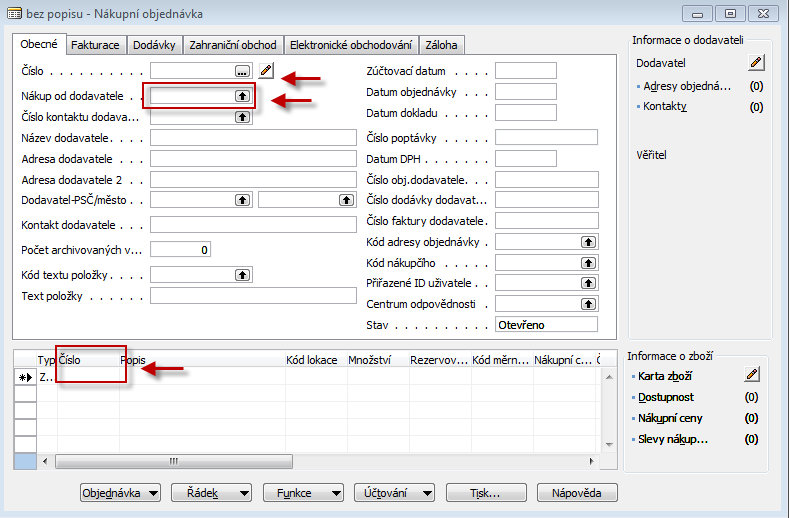 bez popisu - Nákupní objednávka
Obecné Fakturace Dodávky Zahraniční obchod Elektronické obchodování Záloha
Číslo
Nákup od dodavatele
Číslo kontaktu dodava...
Název dodavatele
Adresa dodavatele
Adresa dodavatele 2
Dodavatel-PSČ/město
Kontakt dodavatele
Počet archivovaných v... 0
Kód textu položky
Text položky
Zúčtovací datum
Datum objednávky
Datum dokladu
Číslo poptávky
Datum DPH
Číslo obj.dodavatele
Číslo dodávky dodavat...
Číslo faktury dodavatele
Kód adresy objednávky
Kód nákupčího
Přiřazené ID uživatele
Centrum odpovědnosti
Stav Otevřeno
Informace o dodavateli
Dodavatel
Adresy objedná... (0)
Kontakty (0)
Věřitel
Typ Číslo Popis Kód lokace Množství Rezervov... Kód měrn... Nákupní c... Č
Z...
Informace o zboží
Karta zboží
Dostupnost (0)
Nákupní ceny (0)
Slevy nákup... (0)
Objednávka Řádek Funkce Účtování Tisk... Nápověda